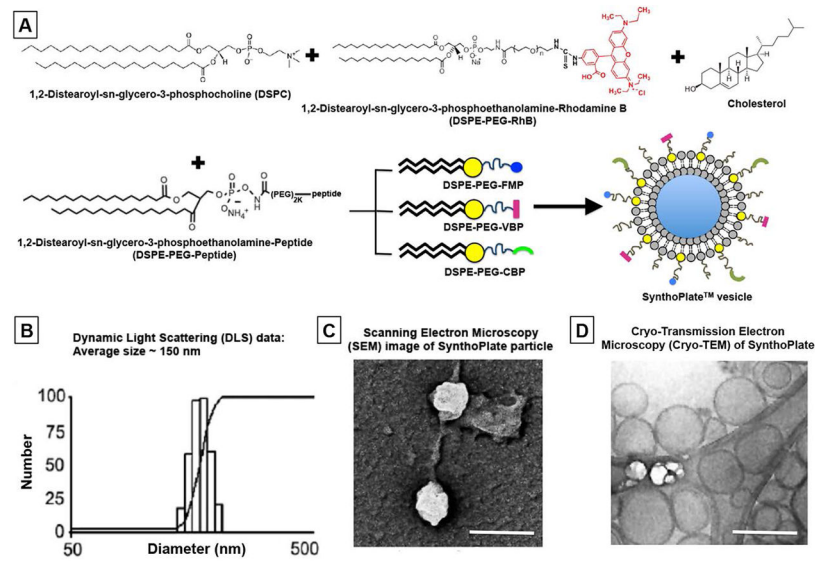 A
1,2-Distearoyl-sn-glycero-3-phosphocholine (DSPC)
1,2-Distearoyl-sn-glycero-3-phosphoethanolamine-Rhodamine B
(DSPE-PEG-RhB)
Cholesterol
1,2-Distearoyl-sn-glycero-3-phosphoethanolamine-Peptide
(DSPE-PEG-Peptide)
DSPE-PEG-FMP
DSPE-PEG-VBP
DSPE-PEG-CBP
SynthoPlate™ vesicle
B
Dynamic Light Scattering (DLS) data:
Average size ~ 150 nm
100
75
50
25
0
Number
50
Diameter (nm)
500
C
Scanning Electron Microscopy
(SEM) image of SynthoPlate particle
D
Cryo-Transmission Electron
Microscopy (Cryo-TEM) of SynthoPlate